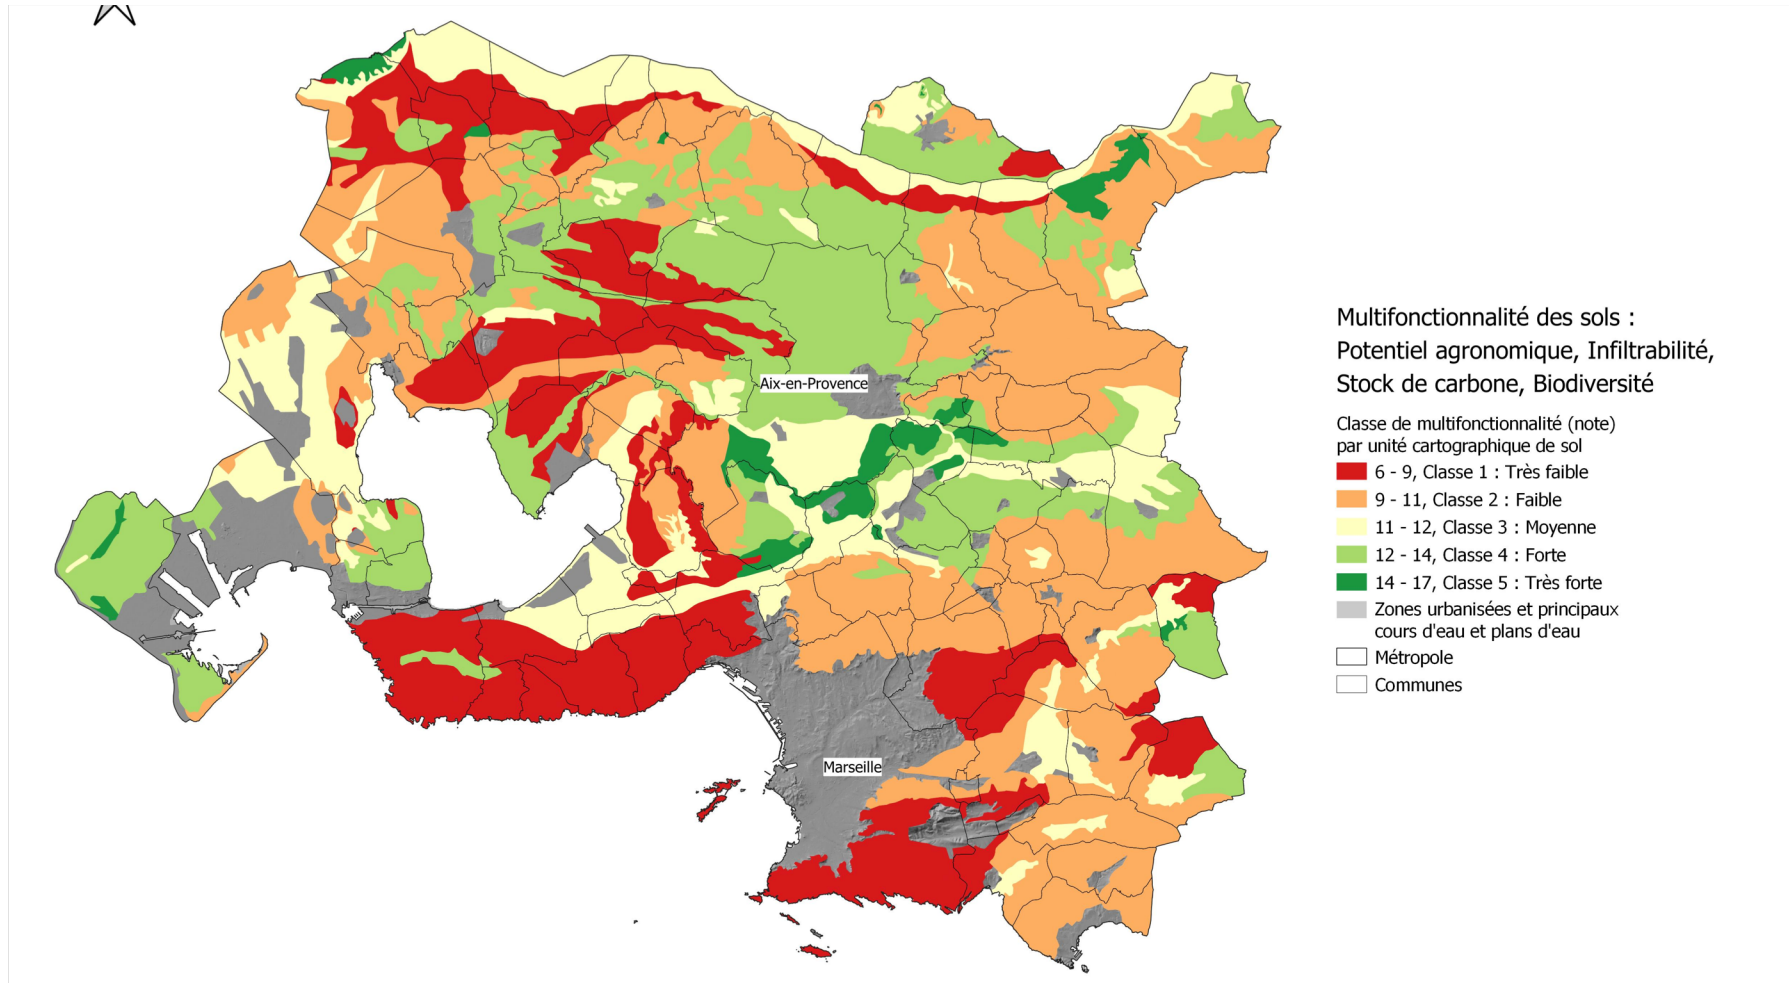 Multifonctionnalité des sols :
Potentiel agronomique, Infiltrabilité,
Stock de carbone, Biodiversité
Classe de multifonctionnalité (note)
par unité cartographique de sol
6 - 9, Classe 1 : Très faible
9 - 11, Classe 2 : Faible
11 - 12, Classe 3 : Moyenne
12 - 14, Classe 4 : Forte
14 - 17, Classe 5 : Très forte
Zones urbanisées et principaux
cours d'eau et plans d'eau
Métropole
Communes
Aix-en-Provence
Marseille